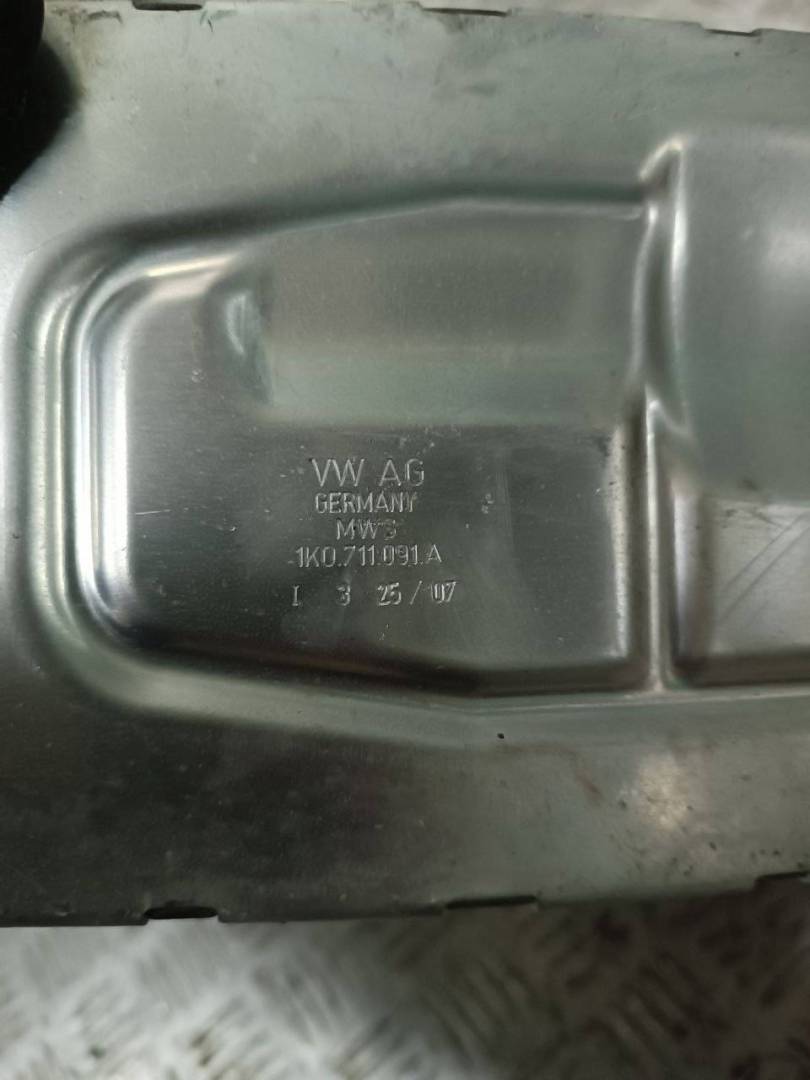 VW AG
GERMANY
MWS
1K0.711.091.A
I 3 25/07